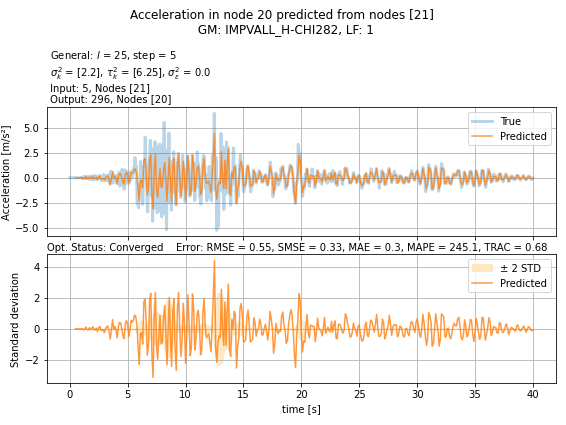 Acceleration in node 20 predicted from nodes [21]
GM: IMPVALL_H-CHI282, LF: 1
General: l = 25, step = 5
σ²ₖ = [2.2], τ²ₖ = [6.25], σ²ε = 0.0
Input: 5, Nodes [21]
Output: 296, Nodes [20]
Acceleration [m/s²]
5.0
2.5
0.0
−2.5
−5.0
True
Predicted
Opt. Status: Converged Error: RMSE = 0.55, SMSE = 0.33, MAE = 0.3, MAPE = 245.1, TRAC = 0.68
Standard deviation
4
2
0
−2
± 2 STD
Predicted
0 5 10 15 20 25 30 35 40
time [s]